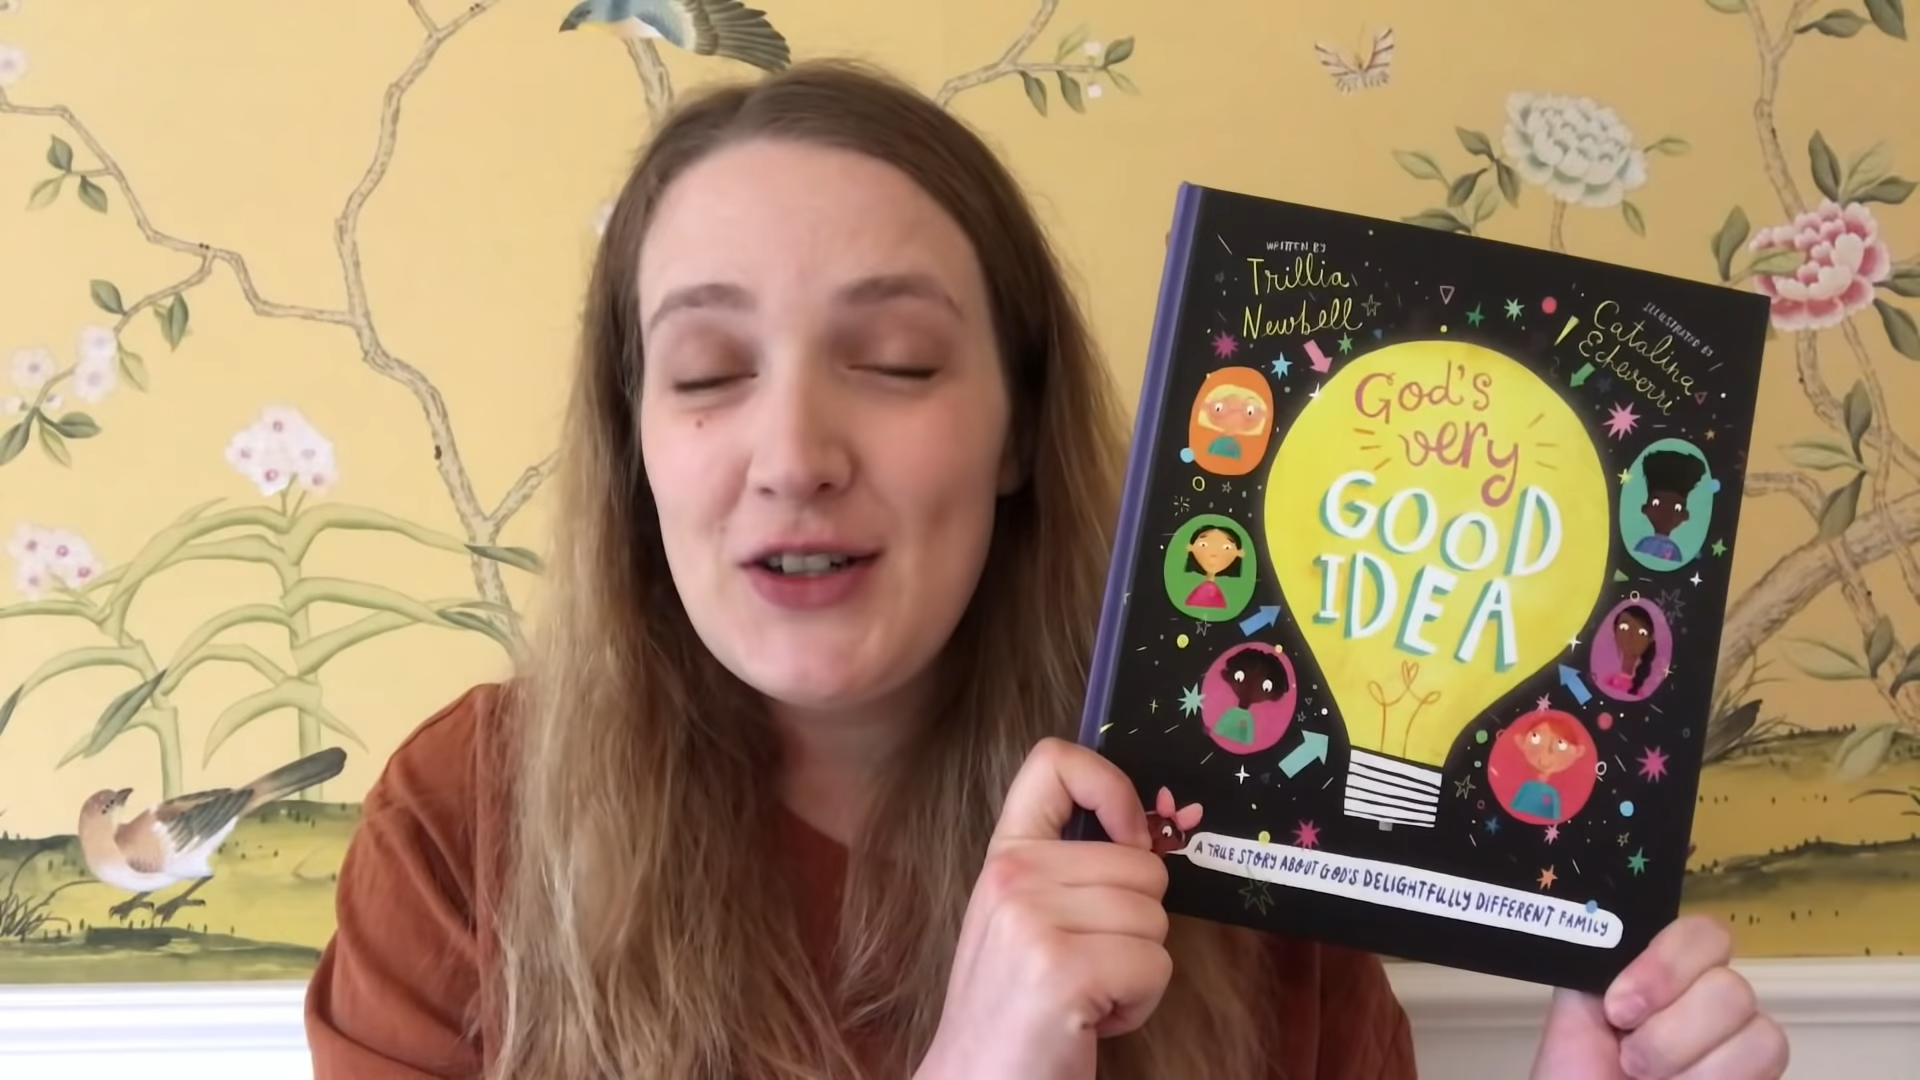 WRITTEN BY
Trillia
Newbell
ILLUSTRATED BY
Catalina
Echeverri
God's
very
GOOD
IDEA
A TRUE STORY ABOUT GOD'S DELIGHTFULLY DIFFERENT FAMILY